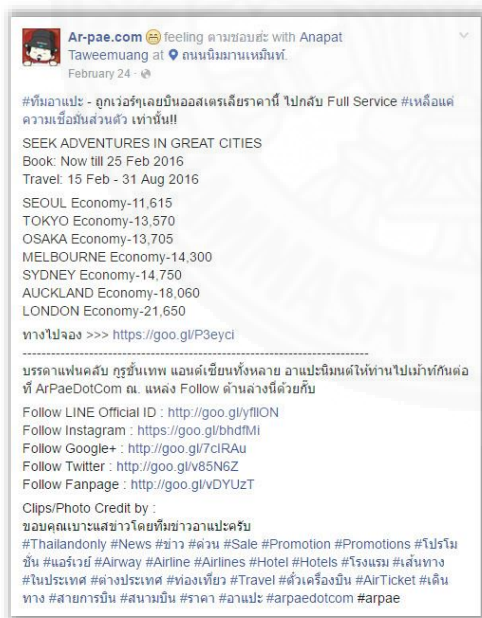 Ar-pae.com feeling ตามชอบฮ่ะ with Anapat
Taweemuang at ถนนนิมมานเหมินท์.
February 24
#ทีมอาแปะ - ถูกเว่อร์ๆเลยบินออสเตรเลียราคานี้ ไปกลับ Full Service #เหลือแค่
ความเชื่อมั่นส่วนตัว เท่านั้น!!
SEEK ADVENTURES IN GREAT CITIES
Book: Now till 25 Feb 2016
Travel: 15 Feb - 31 Aug 2016
SEOUL Economy-11,615
TOKYO Economy-13,570
OSAKA Economy-13,705
MELBOURNE Economy-14,300
SYDNEY Economy-14,750
AUCKLAND Economy-18,060
LONDON Economy-21,650
ทางไปจอง >>> https://goo.gl/P3eyci
------------------------------------------------------------------------
บรรดาแฟนคลับ กูรูชั้นเทพ แอนด์เซียนทั้งหลาย อาแปะนิมนต์ให้ท่านไปเม้าท์กันต่อ
ที่ ArPaeDotCom ณ. แหล่ง Follow ด้านล่างนี้ด้วยกั๊บ
Follow LINE Official ID : http://goo.gl/yfllON
Follow Instagram : https://goo.gl/bhdfMi
Follow Google+ : http://goo.gl/7cIRAu
Follow Twitter : http://goo.gl/v85N6Z
Follow Fanpage : http://goo.gl/vDYUzT
Clips/Photo Credit by :
ขอบคุณเบาะแสข่าวโดยทีมข่าวอาแปะครับ
#Thailandonly #News #ข่าว #ด่วน #Sale #Promotion #Promotions #โปรโม
ชั่น #แอร์เวย์ #Airway #Airline #Airlines #Hotel #Hotels #โรงแรม #เส้นทาง
#ในประเทศ #ต่างประเทศ #ท่องเที่ยว #Travel #ตั๋วเครื่องบิน #AirTicket #เดิน
ทาง #สายการบิน #สนามบิน #ราคา #อาแปะ #arpaedotcom #arpae